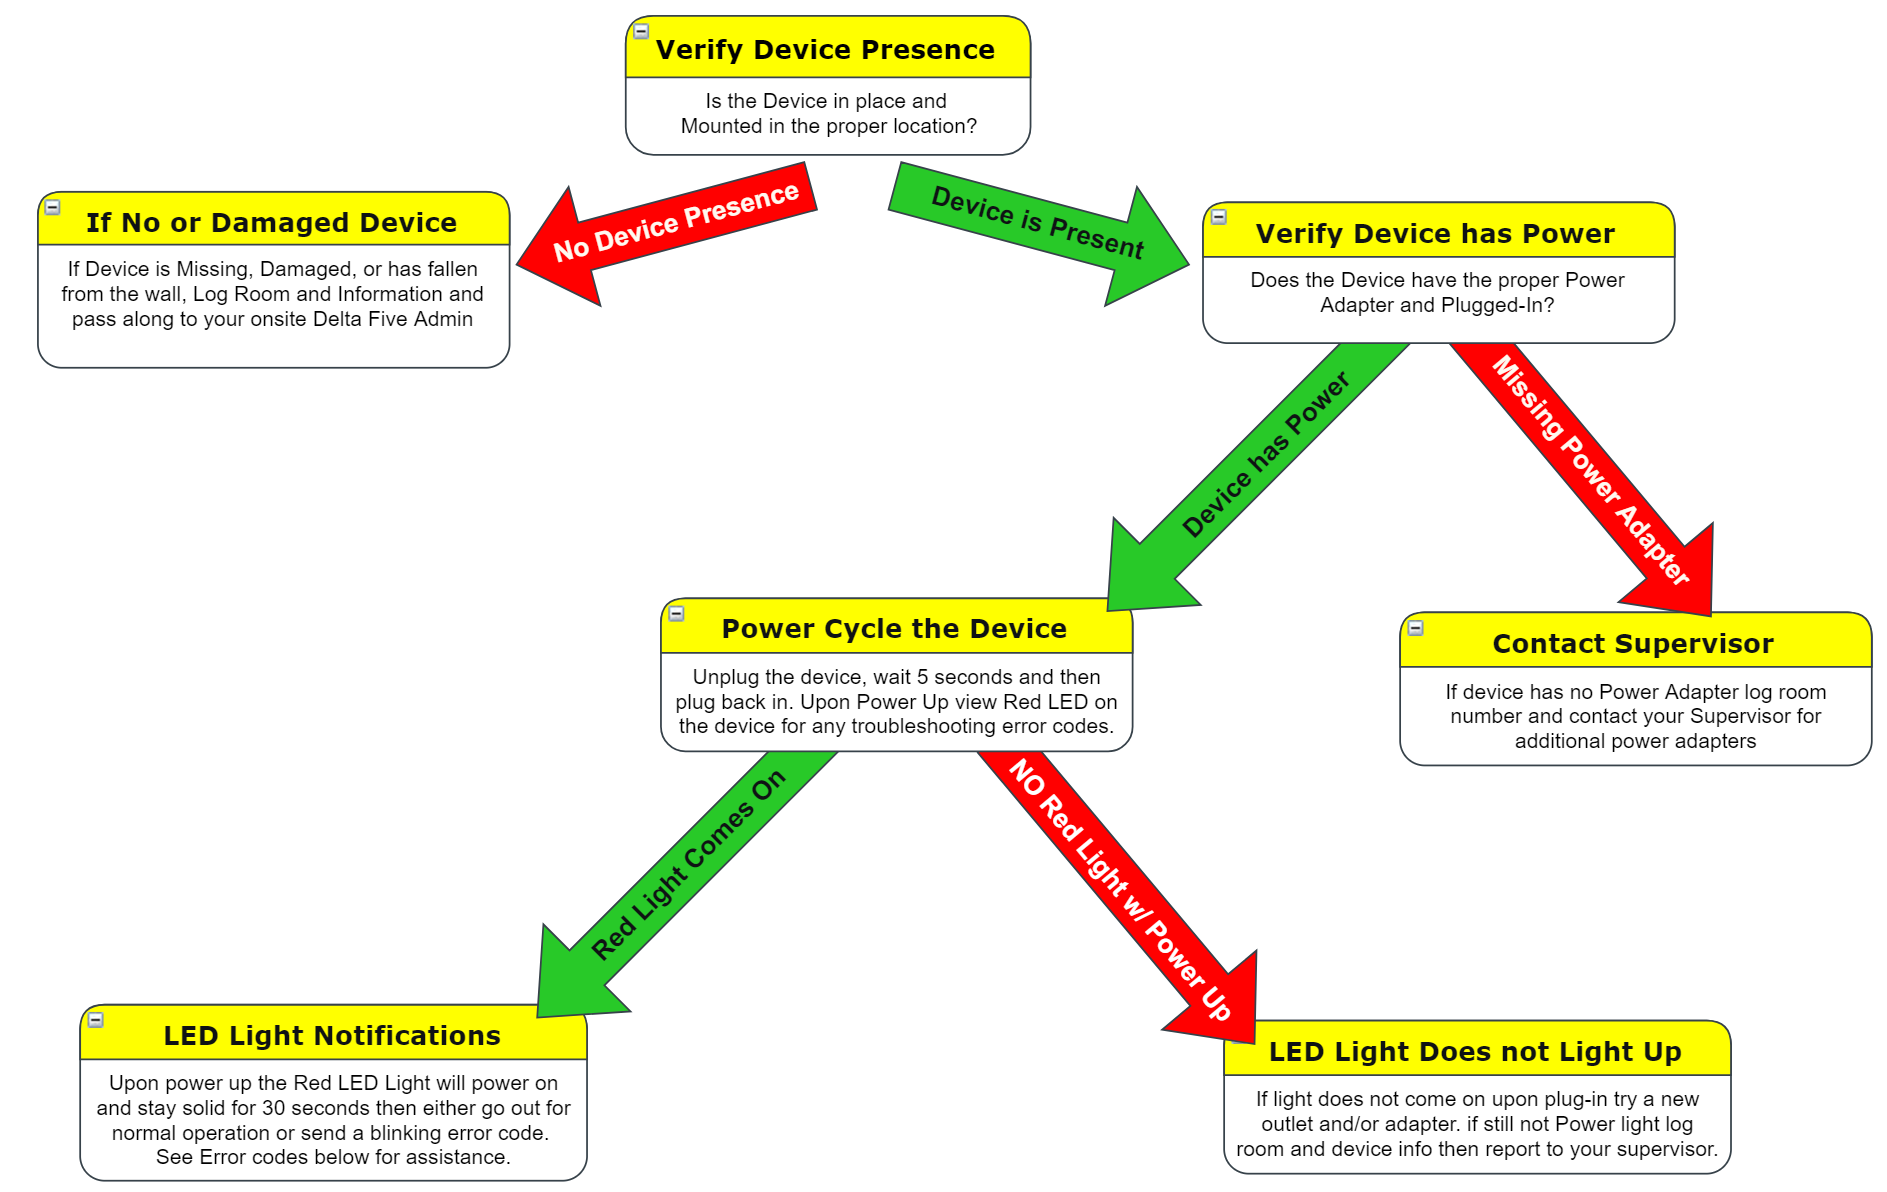 Verify Device Presence
Is the Device in place and
Mounted in the proper location?
No Device Presence
Device is Present
If No or Damaged Device
If Device is Missing, Damaged, or has fallen
from the wall, Log Room and Information and
pass along to your onsite Delta Five Admin
Verify Device has Power
Does the Device have the proper Power
Adapter and Plugged-In?
Device has Power
Missing Power Adapter
Power Cycle the Device
Unplug the device, wait 5 seconds and then
plug back in. Upon Power Up view Red LED on
the device for any troubleshooting error codes.
Contact Supervisor
If device has no Power Adapter log room
number and contact your Supervisor for
additional power adapters
Red Light Comes On
NO Red Light w/ Power Up
LED Light Notifications
Upon power up the Red LED Light will power on
and stay solid for 30 seconds then either go out for
normal operation or send a blinking error code.
See Error codes below for assistance.
LED Light Does not Light Up
If light does not come on upon plug-in try a new
outlet and/or adapter. if still not Power light log
room and device info then report to your supervisor.